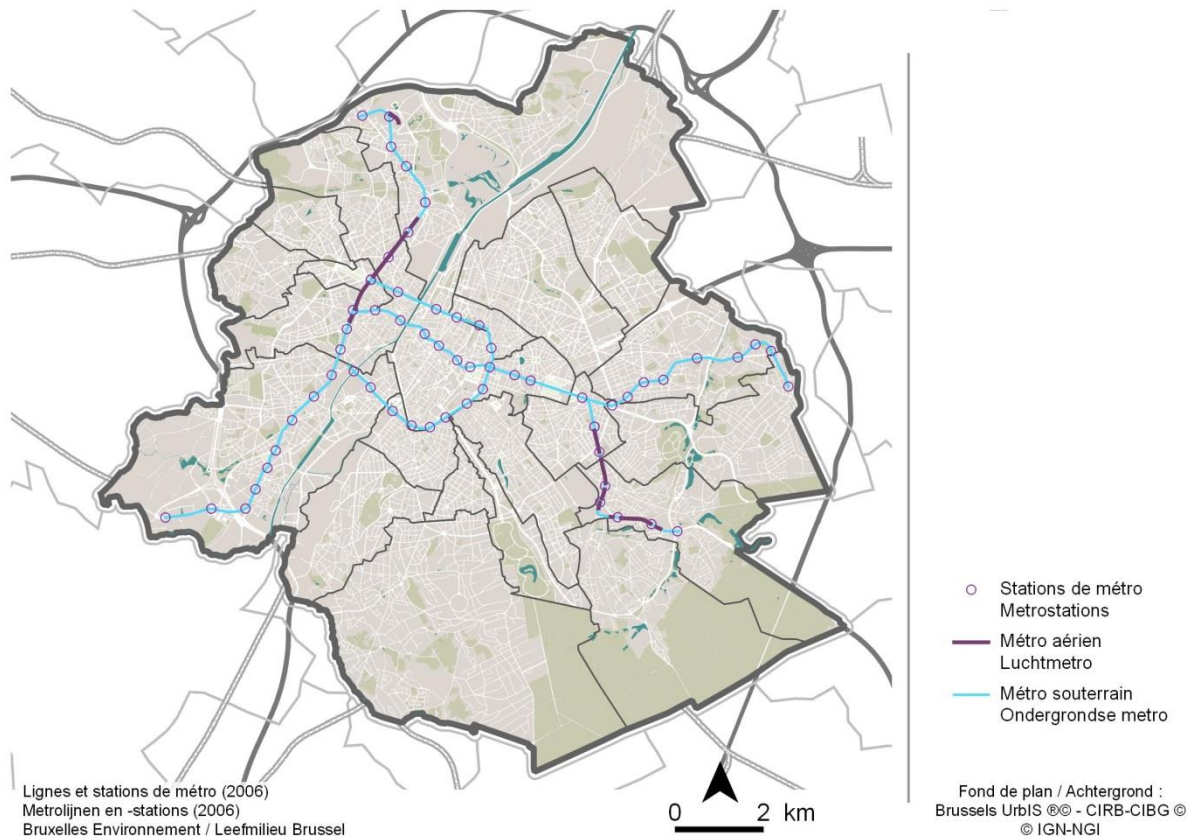 Stations de métro
Metrostations
Métro aérien
Luchtmetro
Métro souterrain
Ondergrondse metro
Lignes et stations de métro (2006)
Metrolijnen en -stations (2006)
Bruxelles Environnement / Leefmilieu Brussel
0 2 km
Fond de plan / Achtergrond :
Brussels UrbIS ®© - CIRB-CIBG ©
© IGN-NGI